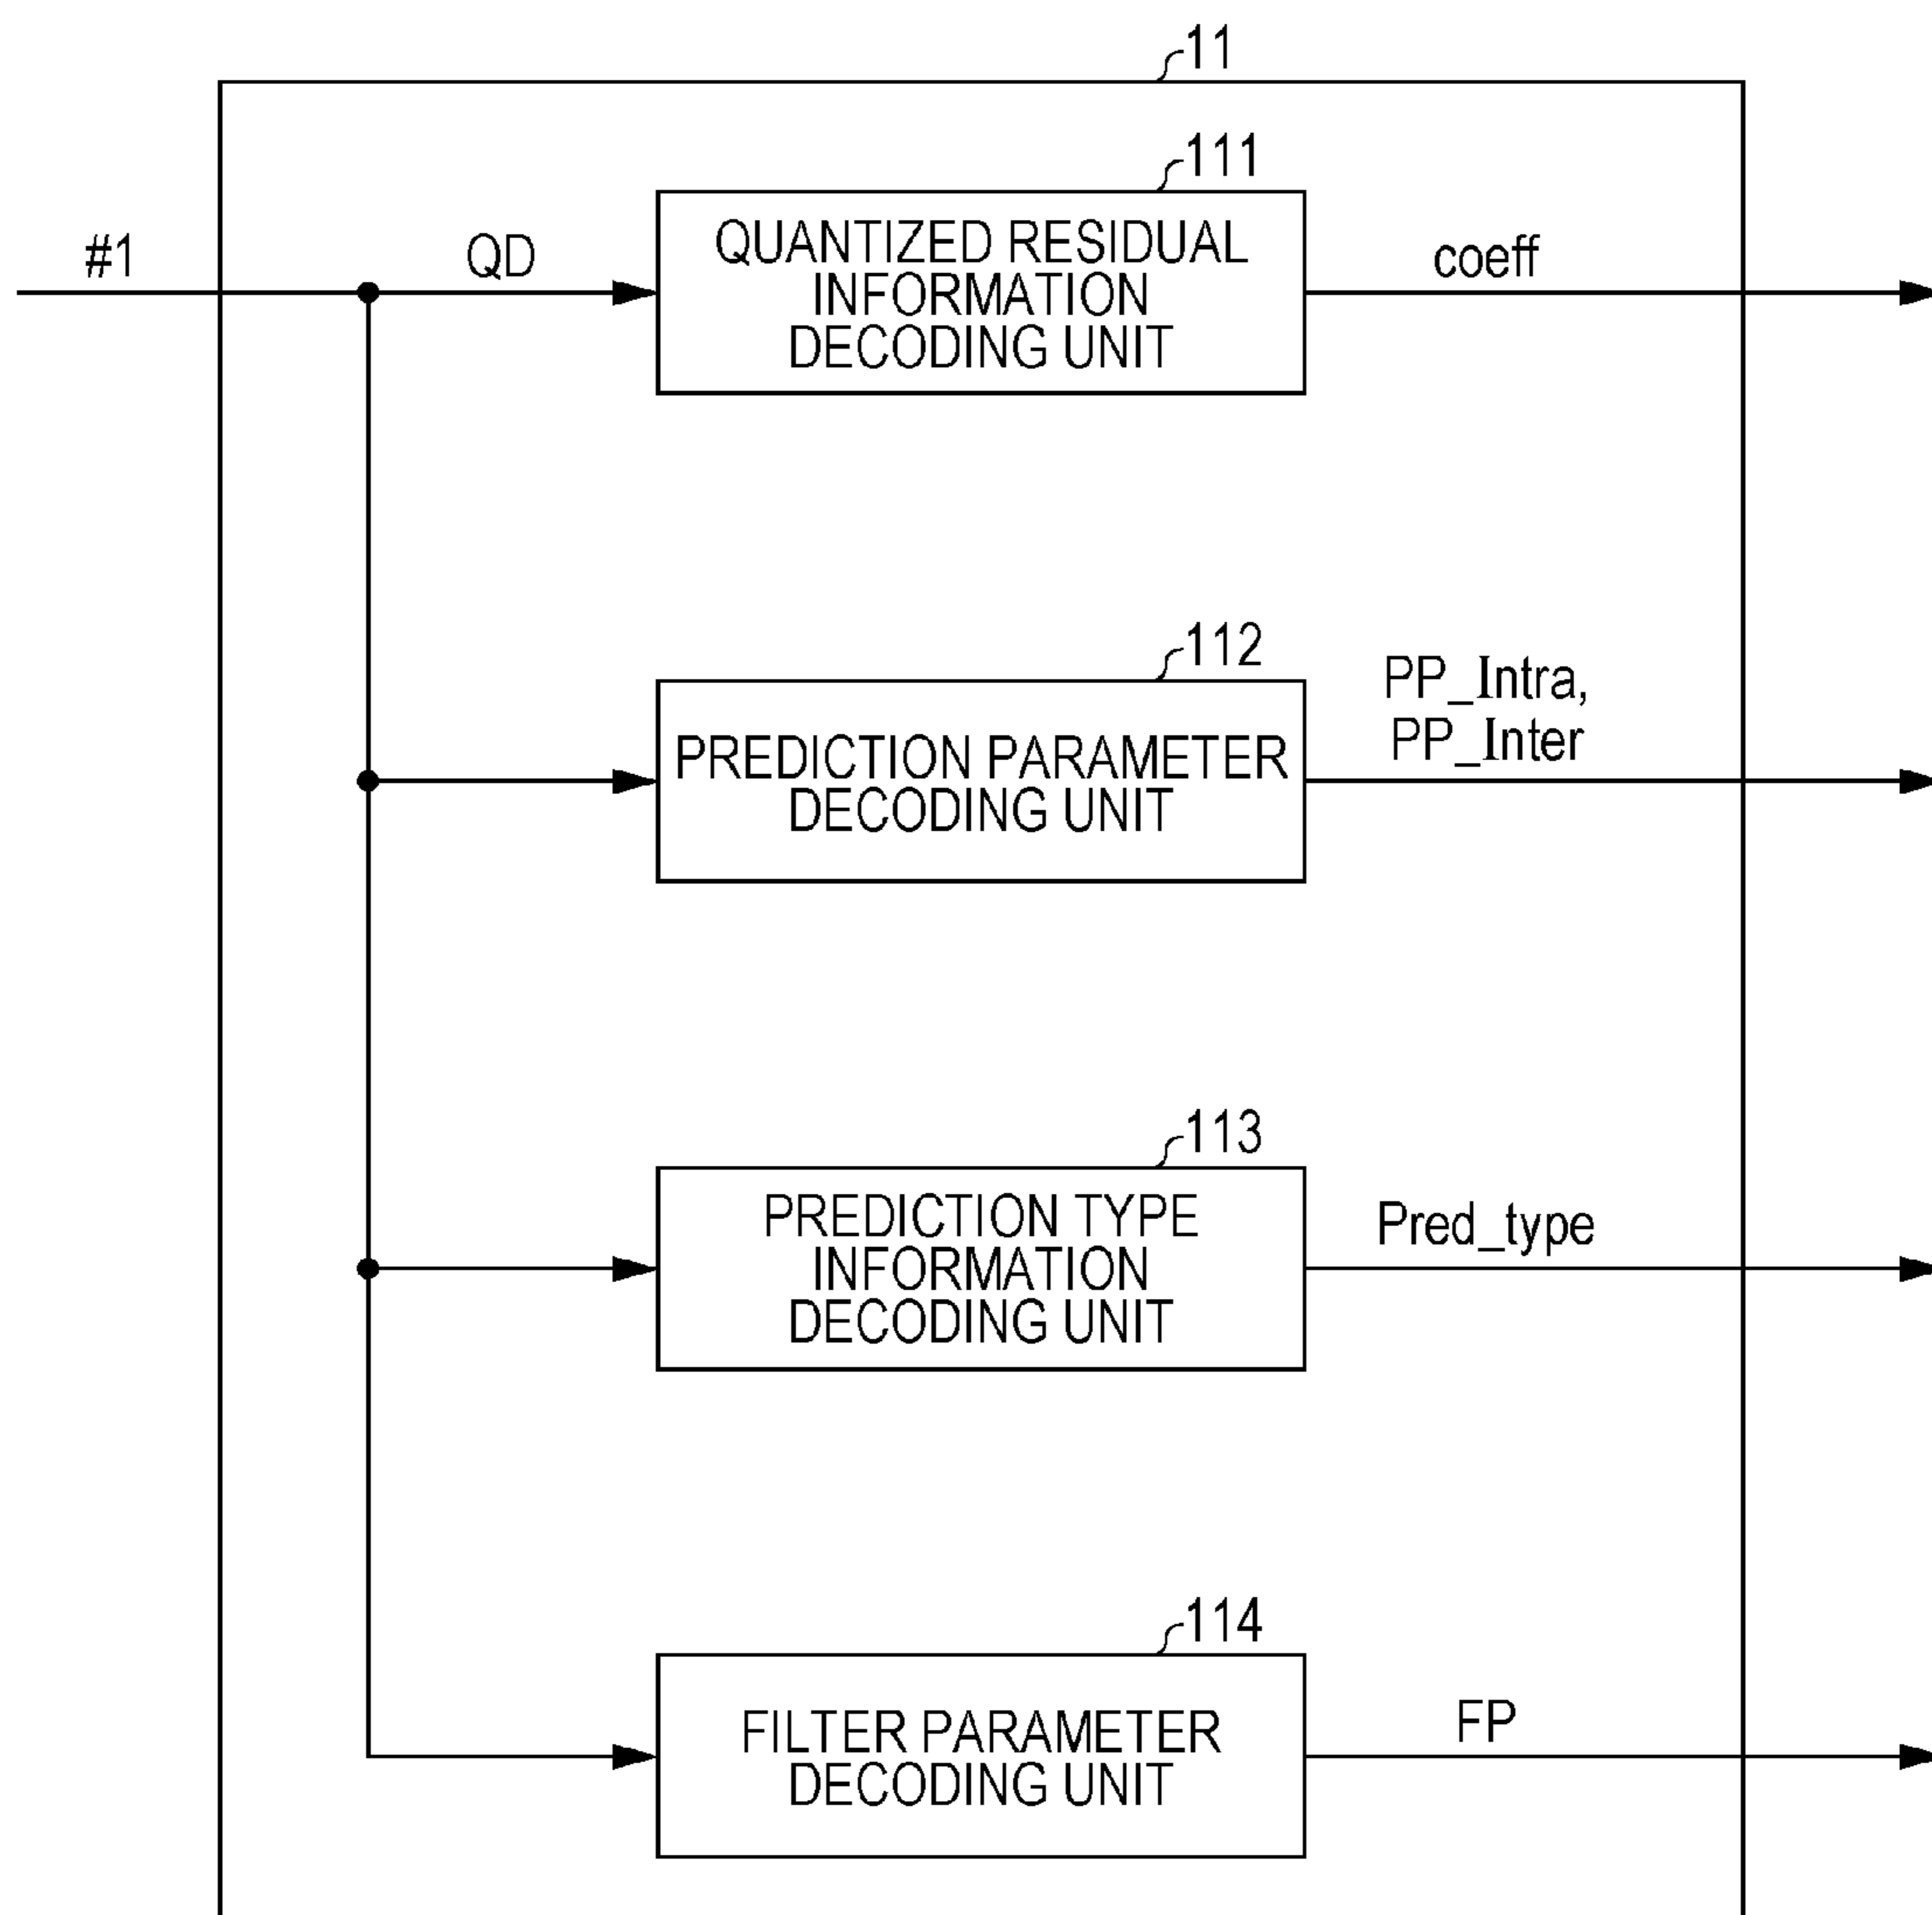 11
111
#1
QD
QUANTIZED RESIDUAL
INFORMATION
DECODING UNIT
coeff
112
PREDICTION PARAMETER
DECODING UNIT
PP_Intra,
PP_Inter
113
PREDICTION TYPE
INFORMATION
DECODING UNIT
Pred_type
114
FILTER PARAMETER
DECODING UNIT
FP